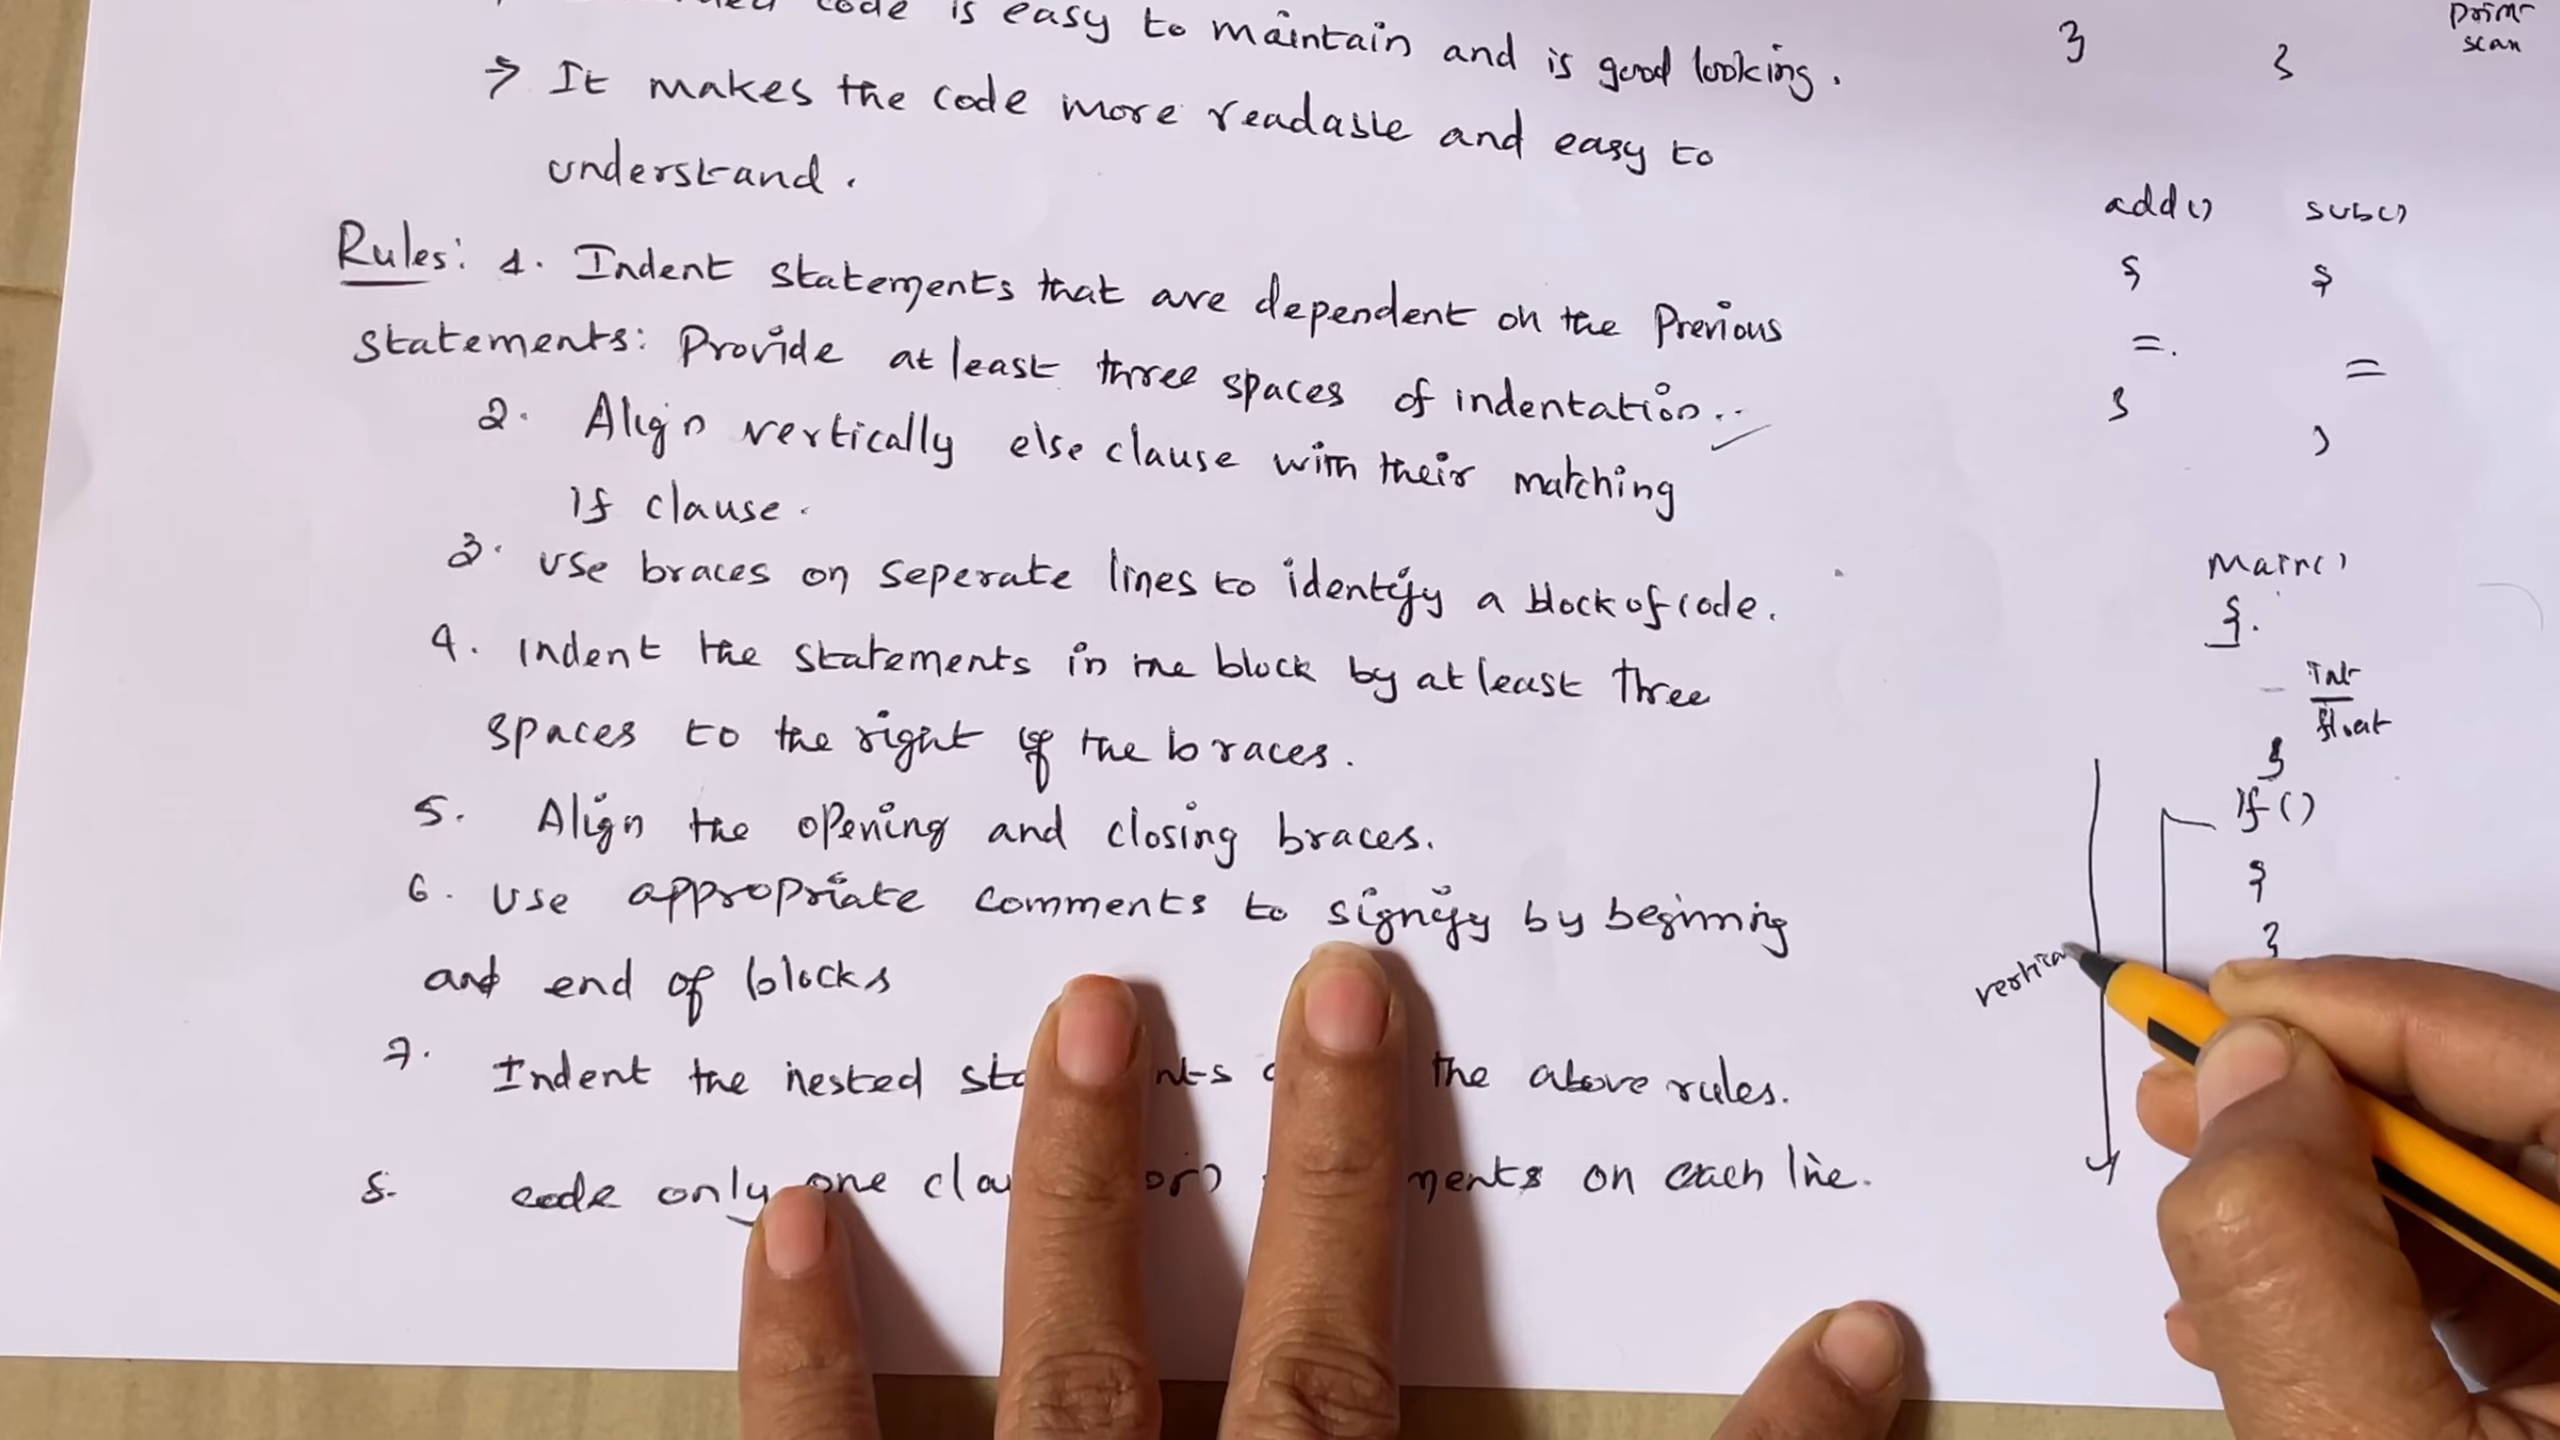 code is easy to maintain and is good looking.
→ It makes the code more readable and easy to
understand.
Rules: 1. Indent statements that are dependent on the Previous
statements: Provide at least three spaces of indentation..
2. Align vertically else clause with their matching
if clause.
3. use braces on seperate lines to identify a block of code.
4. Indent the statements in the block by at least three
spaces to the right of the braces.
5. Align the opening and closing braces.
6. use appropriate comments to signify by beginning
and end of blocks
7. Indent the nested the above rules.
8. code only one on each line.
}
}
scan
add() sub()
{ {
=. =
} }
main()
{.
- int
float
}
if()
{
}